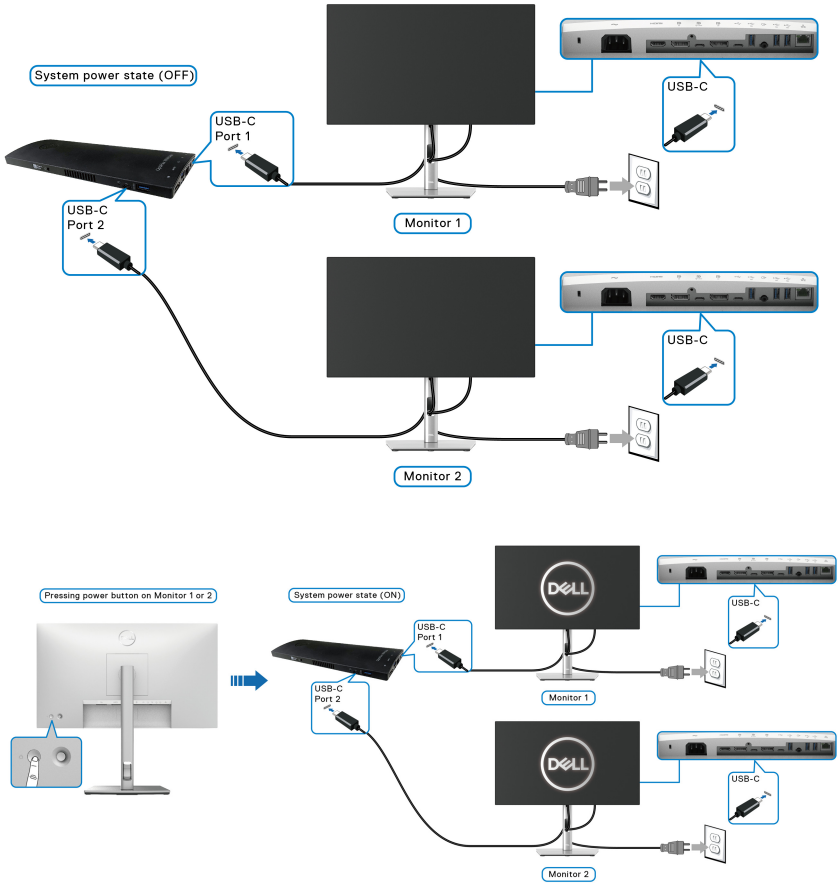 System power state (OFF)
USB-C
Port 1
USB-C
USB-C
Port 2
Monitor 1
USB-C
Monitor 2
Pressing power button on Monitor 1 or 2
System power state (ON)
USB-C
Port 1
DELL
USB-C
USB-C
Port 2
Monitor 1
DELL
USB-C
Monitor 2